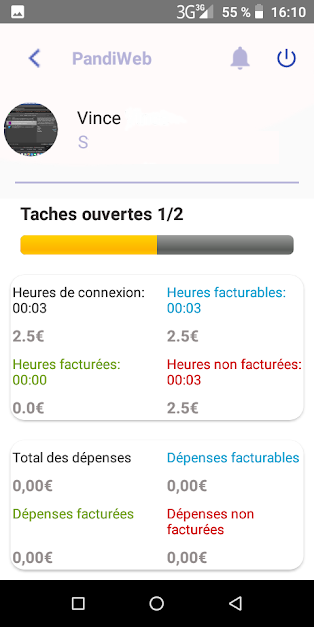 3G 3G 55 % 16:10
PandiWeb
Vince
S
Taches ouvertes 1/2
Heures de connexion:
00:03
2.5€
Heures facturables:
00:03
2.5€
Heures facturées:
00:00
0.0€
Heures non facturées:
00:03
2.5€
Total des dépenses
0,00€
Dépenses facturables
0,00€
Dépenses facturées
0,00€
Dépenses non
facturées
0,00€